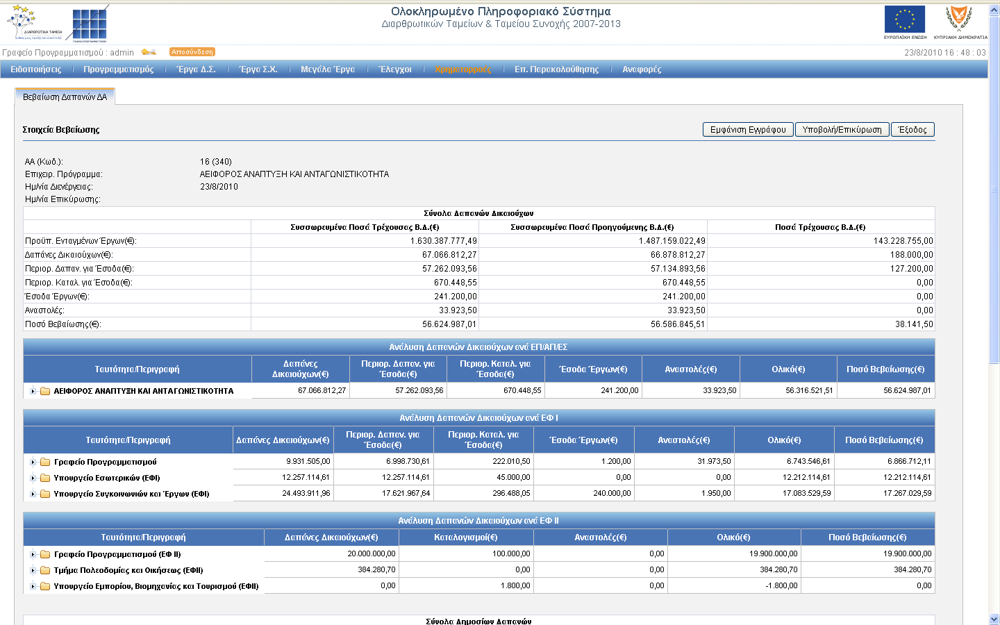 Ολοκληρωμένο Πληροφοριακό Σύστημα
Διαρθρωτικών Ταμείων & Ταμείου Συνοχής 2007-2013
ΔΙΑΡΘΡΩΤΙΚΑ ΤΑΜΕΙΑ
ΕΥΡΩΠΑΪΚΗ ΕΝΩΣΗ ΚΥΠΡΙΑΚΗ ΔΗΜΟΚΡΑΤΙΑ
Γραφείο Προγραμματισμού : admin Αποσύνδεση 23/8/2010 16 : 48 : 03
Ειδοποιήσεις Προγραμματισμός Έργα Δ.Σ. Έργα Σ.Χ. Μεγάλα Έργα Έλεγχοι Χρηματορροές Επ. Παρακολούθησης Αναφορές
Βεβαίωση Δαπανών ΔΑ
Στοιχεία Βεβαίωσης Εμφάνιση Εγγράφου Υποβολή/Επικύρωση Έξοδος
ΑΑ (Κωδ.): 16 (340)
Επιχειρ. Πρόγραμμα: ΑΕΙΦΟΡΟΣ ΑΝΑΠΤΥΞΗ ΚΑΙ ΑΝΤΑΓΩΝΙΣΤΙΚΟΤΗΤΑ
Ημ/νία Διενέργειας: 23/8/2010
Ημ/νία Επικύρωσης:
Σύνολα Δαπανών Δικαιούχων
Συσσωρευμένα Ποσά Τρέχουσας Β.Δ.(€) Συσσωρευμένα Ποσά Προηγούμενης Β.Δ.(€) Ποσά Τρέχουσας Β.Δ.(€)
Προϋπ. Ενταγμένων Έργων(€): 1.630.387.777,49 1.487.159.022,49 143.228.755,00
Δαπάνες Δικαιούχων(€): 67.066.812,27 66.878.812,27 188.000,00
Περιορ. Δαπαν. για Έσοδα(€): 57.262.093,56 57.134.893,56 127.200,00
Περιορ. Καταλ. για Έσοδα(€): 670.448,55 670.448,55 0,00
Έσοδα Έργων(€): 241.200,00 241.200,00 0,00
Αναστολές: 33.923,50 33.923,50 0,00
Ποσό Βεβαίωσης(€): 56.624.987,01 56.586.845,51 38.141,50
Ανάλυση Δαπανών Δικαιούχων ανά ΕΠ/ΑΠ/ΕΣ
Ταυτότητα/Περιγραφή Δαπάνες Δικαιούχων(€) Περιορ. Δαπαν. για Έσοδα(€) Περιορ. Καταλ. για Έσοδα(€) Έσοδα Έργων(€) Αναστολές(€) Ολικό(€) Ποσό Βεβαίωσης(€)
ΑΕΙΦΟΡΟΣ ΑΝΑΠΤΥΞΗ ΚΑΙ ΑΝΤΑΓΩΝΙΣΤΙΚΟΤΗΤΑ 67.066.812,27 57.262.093,56 670.448,55 241.200,00 33.923,50 56.316.521,51 56.624.987,01
Ανάλυση Δαπανών Δικαιούχων ανά ΕΦ Ι
Ταυτότητα/Περιγραφή Δαπάνες Δικαιούχων(€) Περιορ. Δαπαν. για Έσοδα(€) Περιορ. Καταλ. για Έσοδα(€) Έσοδα Έργων(€) Αναστολές(€) Ολικό(€) Ποσό Βεβαίωσης(€)
Γραφείο Προγραμματισμού 9.931.505,00 6.998.730,61 222.010,50 1.200,00 31.973,50 6.743.546,61 6.866.712,11
Υπουργείο Εσωτερικών (ΕΦΙ) 12.257.114,61 12.257.114,61 45.000,00 0,00 0,00 12.212.114,61 12.212.114,61
Υπουργείο Συγκοινωνιών και Έργων (ΕΦΙ) 24.493.911,96 17.621.967,64 296.488,05 240.000,00 1.950,00 17.083.529,59 17.267.029,59
Ανάλυση Δαπανών Δικαιούχων ανά ΕΦ ΙΙ
Ταυτότητα/Περιγραφή Δαπάνες Δικαιούχων(€) Καταλογισμοί(€) Αναστολές(€) Ολικό(€) Ποσό Βεβαίωσης(€)
Γραφείο Προγραμματισμού (ΕΦ ΙΙ) 20.000.000,00 100.000,00 0,00 19.900.000,00 19.900.000,00
Τμήμα Πολεοδομίας και Οικήσεως (ΕΦΙΙ) 384.280,70 0,00 0,00 384.280,70 384.280,70
Υπουργείο Εμπορίου, Βιομηχανίας και Τουρισμού (ΕΦΙΙ) 0,00 1.800,00 0,00 -1.800,00 0,00
Σύνολα Δημοσίων Δαπανών